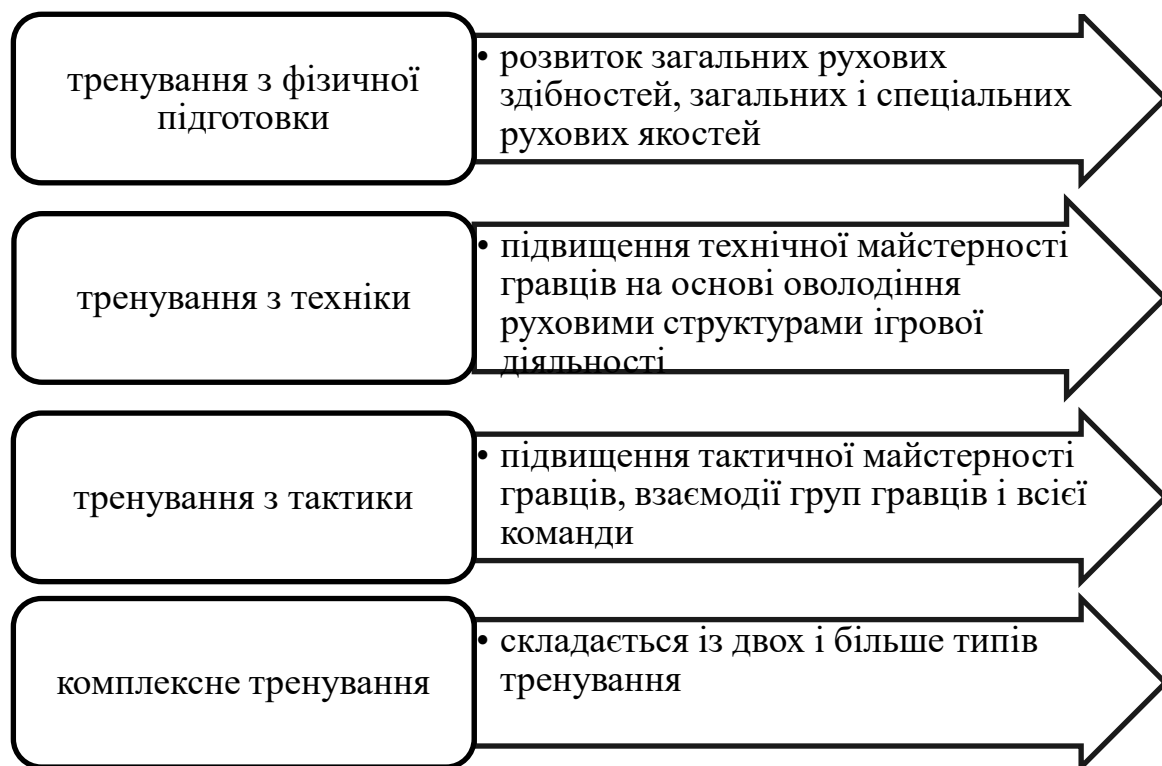 тренування з фізичної
підготовки
• розвиток загальних рухових
здібностей, загальних і спеціальних
рухових якостей
тренування з техніки
• підвищення технічної майстерності
гравців на основі оволодіння
руховими структурами ігрової
діяльності
тренування з тактики
• підвищення тактичної майстерності
гравців, взаємодії груп гравців і всієї
команди
комплексне тренування
• складається із двох і більше типів
тренування